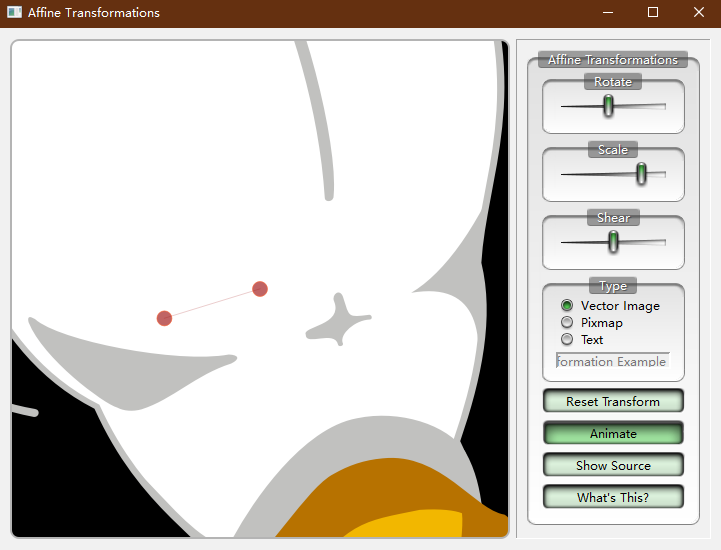 Affine Transformations
Affine Transformations
Rotate
Scale
Shear
Type
Vector Image
Pixmap
Text
formation Example
Reset Transform
Animate
Show Source
What's This?